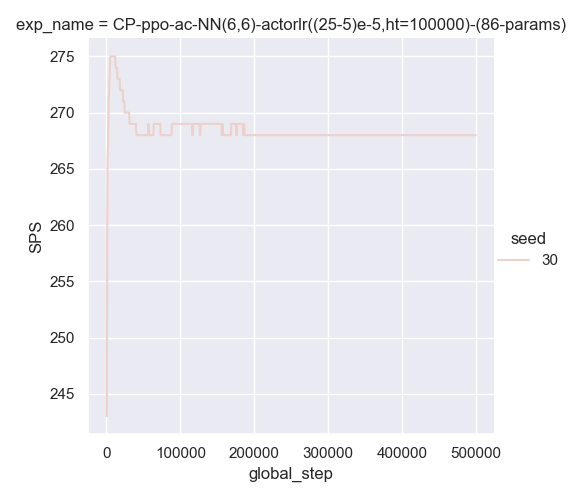 exp_name = CP-ppo-ac-NN(6,6)-actorlr((25-5)e-5,ht=100000)-(86-params)
275
270
265
260
255
250
245
SPS
0 100000 200000 300000 400000 500000
global_step
seed
30